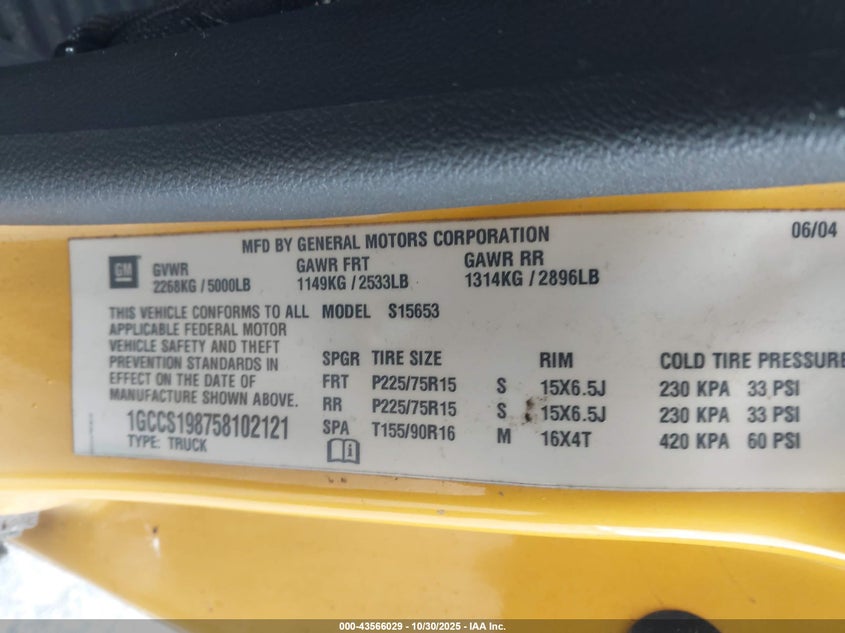 MFD BY GENERAL MOTORS CORPORATION 06/04
GM GVWR GAWR FRT GAWR RR
2268KG / 5000LB 1149KG / 2533LB 1314KG / 2896LB
THIS VEHICLE CONFORMS TO ALL MODEL S15653
APPLICABLE FEDERAL MOTOR
VEHICLE SAFETY AND THEFT
PREVENTION STANDARDS IN
EFFECT ON THE DATE OF
MANUFACTURE SHOWN ABOVE.
1GCCS198758102121
TYPE: TRUCK
SPGR TIRE SIZE RIM COLD TIRE PRESSURE
FRT P225/75R15 S 15X6.5J 230 KPA 33 PSI
RR P225/75R15 S 15X6.5J 230 KPA 33 PSI
SPA T155/90R16 M 16X4T 420 KPA 60 PSI
000-43566029 - 10/30/2025 - IAA Inc.